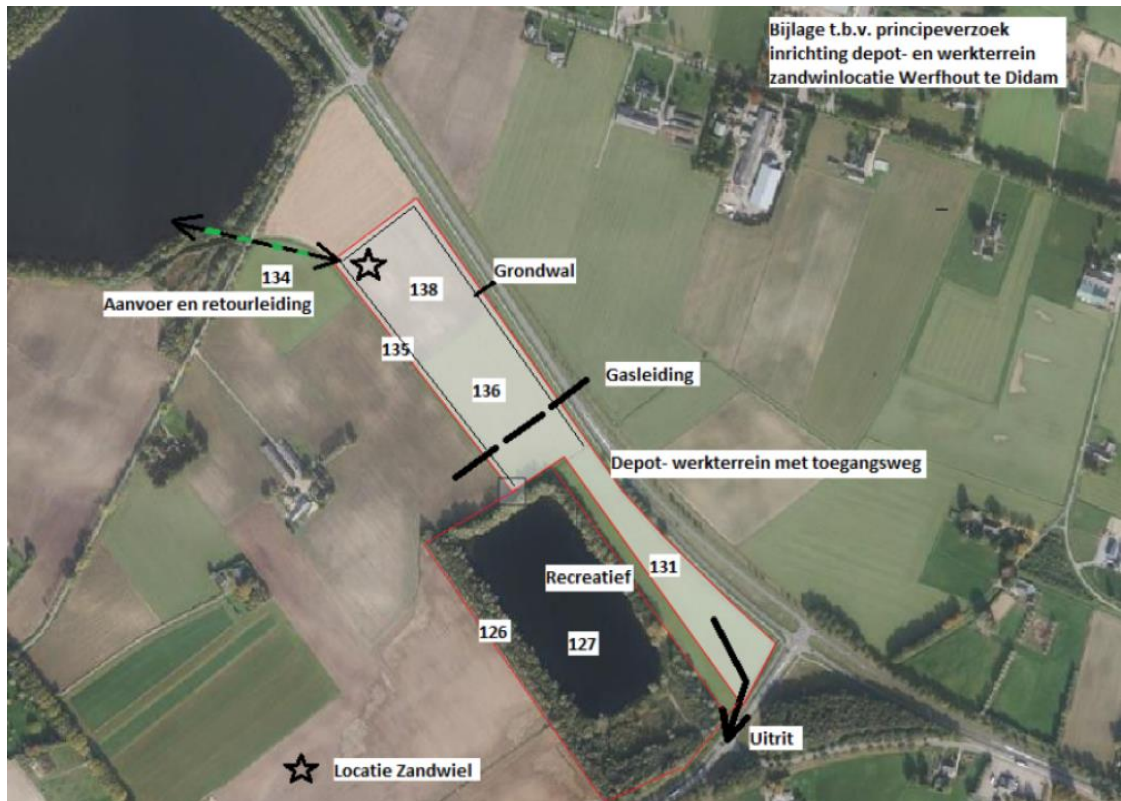 Bijlage t.b.v. principeverzoek
inrichting depot- en werkterrein
zandwinlocatie Werfhout te Didam
134
Aanvoer en retourleiding
138
Grondwal
135
136
Gasleiding
Depot- werkterrein met toegangsweg
131
Recreatief
126
127
Uitrit
Locatie Zandwiel